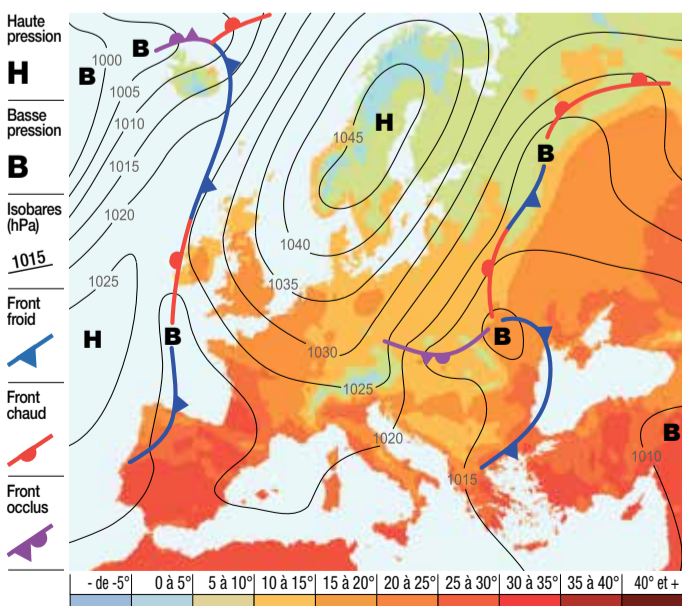 Haute
pression
H
Basse
pression
B
Isobares
(hPa)
1015
Front
froid
Front
chaud
Front
occlus
B
B
1000
1005
1010
1015
1020
1025
H
B
H
1045
1040
1035
1030
1025
1020
1015
B
B
B
1010
- de -5°
0 à 5°
5 à 10°
10 à 15°
15 à 20°
20 à 25°
25 à 30°
30 à 35°
35 à 40°
40° et +